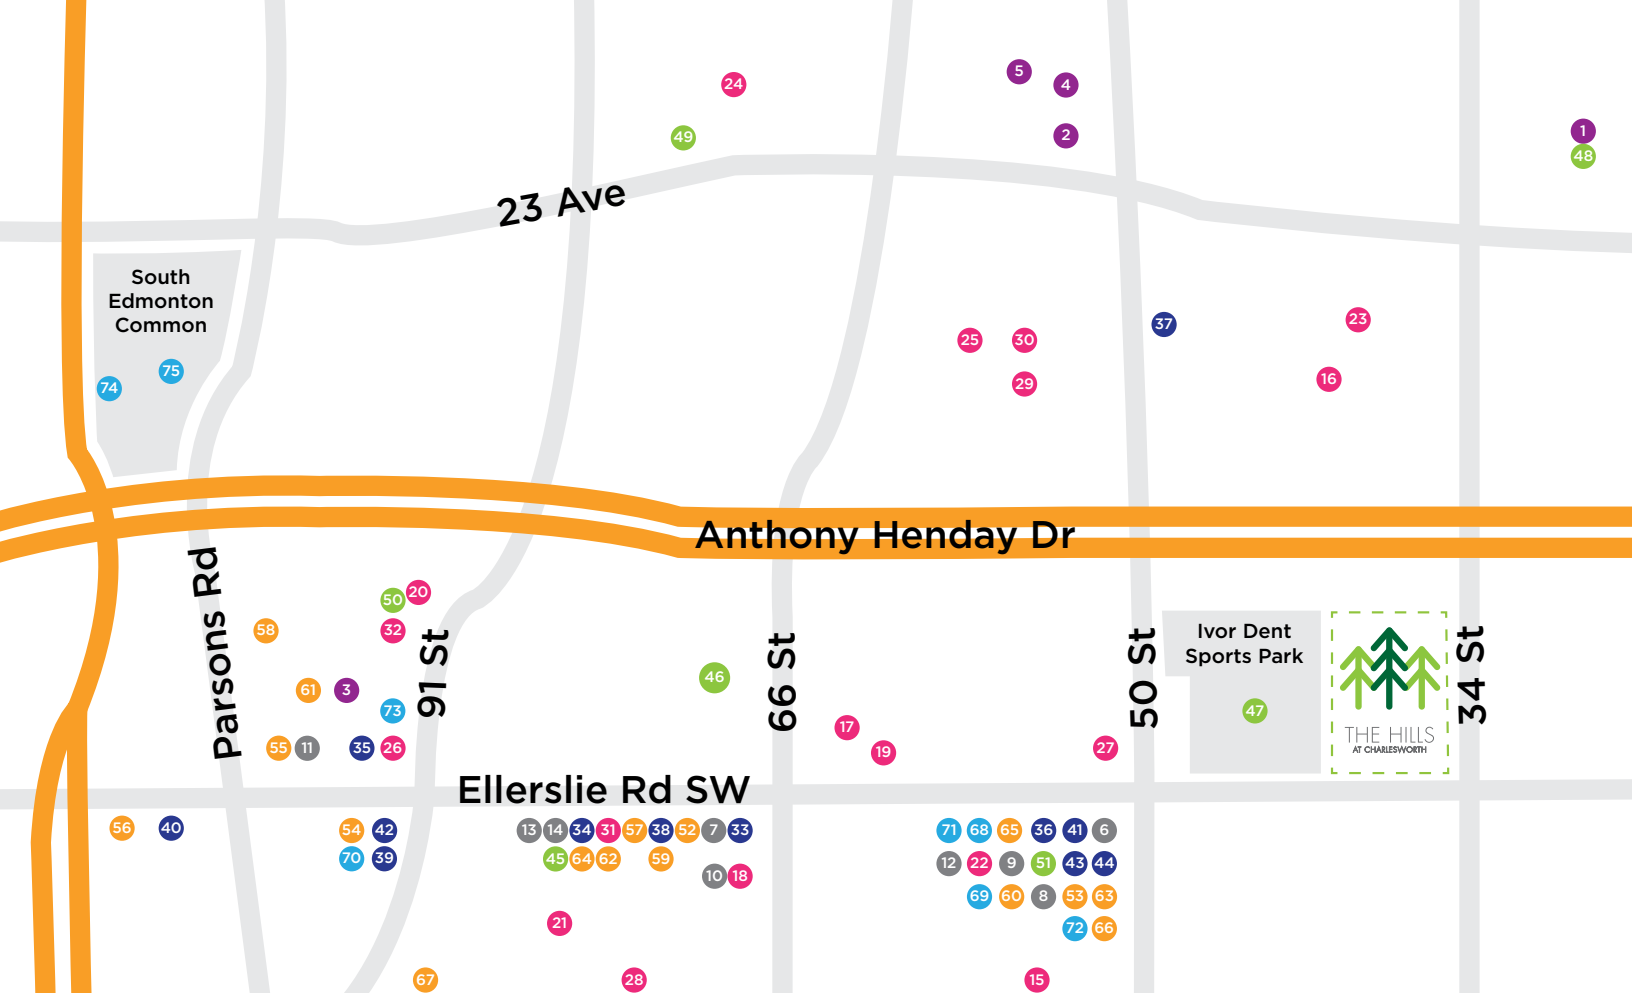 5
24
4
1
2
49
48
23 Ave
South
Edmonton
Common
23
37
25
30
75
16
29
74
Anthony Henday Dr
20
50
58
32
Ivor Dent
Sports Park
Parsons Rd
91 St
66 St
50 St
34 St
46
61
3
73
47
17
THE HILLS
AT CHARLESWORTH
55
11
35
26
19
27
Ellerslie Rd SW
56
40
54
42
13 14 34 31 57 38 52 7 33
71 68 65 36 41 6
70
39
45 64 62 59
12 22 9 51 43 44
10 18
69 60 8 53 63
21
72 66
67
28
15